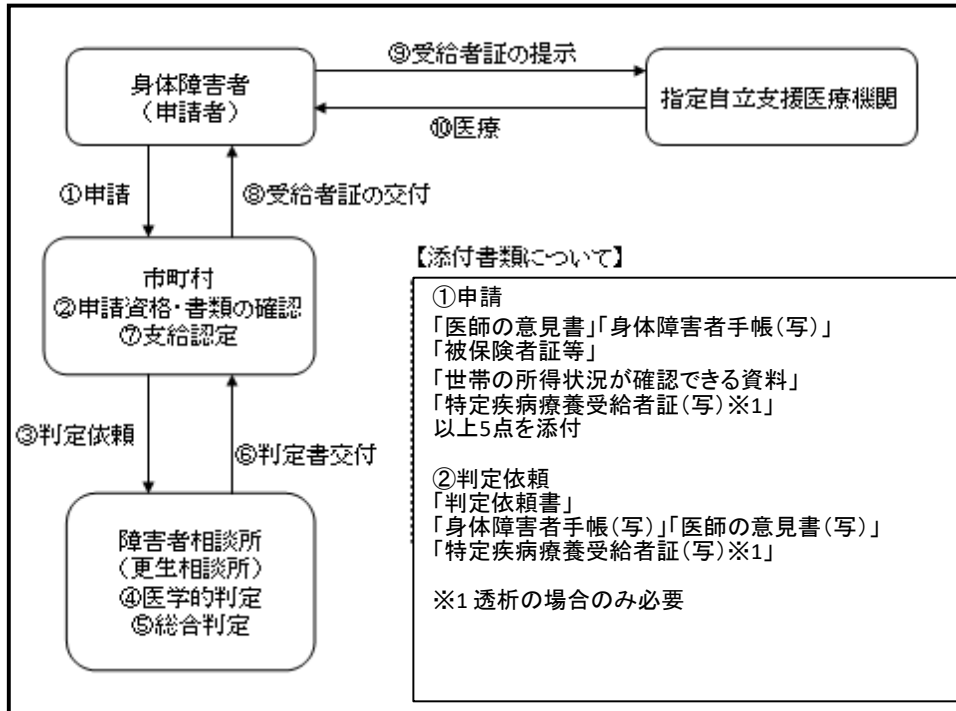 ⑨受給者証の提示
身体障害者
（申請者）
指定自立支援医療機関
⑩医療
①申請
⑧受給者証の交付
市町村
②申請資格・書類の確認
⑦支給認定
③判定依頼
⑥判定書交付
障害者相談所
（更生相談所）
④医学的判定
⑤総合判定
【添付書類について】
①申請
「医師の意見書」「身体障害者手帳（写）」
「被保険者証等」
「世帯の所得状況が確認できる資料」
「特定疾病療養受給者証（写）※1」
以上5点を添付
②判定依頼
「判定依頼書」
「身体障害者手帳（写）」「医師の意見書（写）」
「特定疾病療養受給者証（写）※1」
※1 透析の場合のみ必要